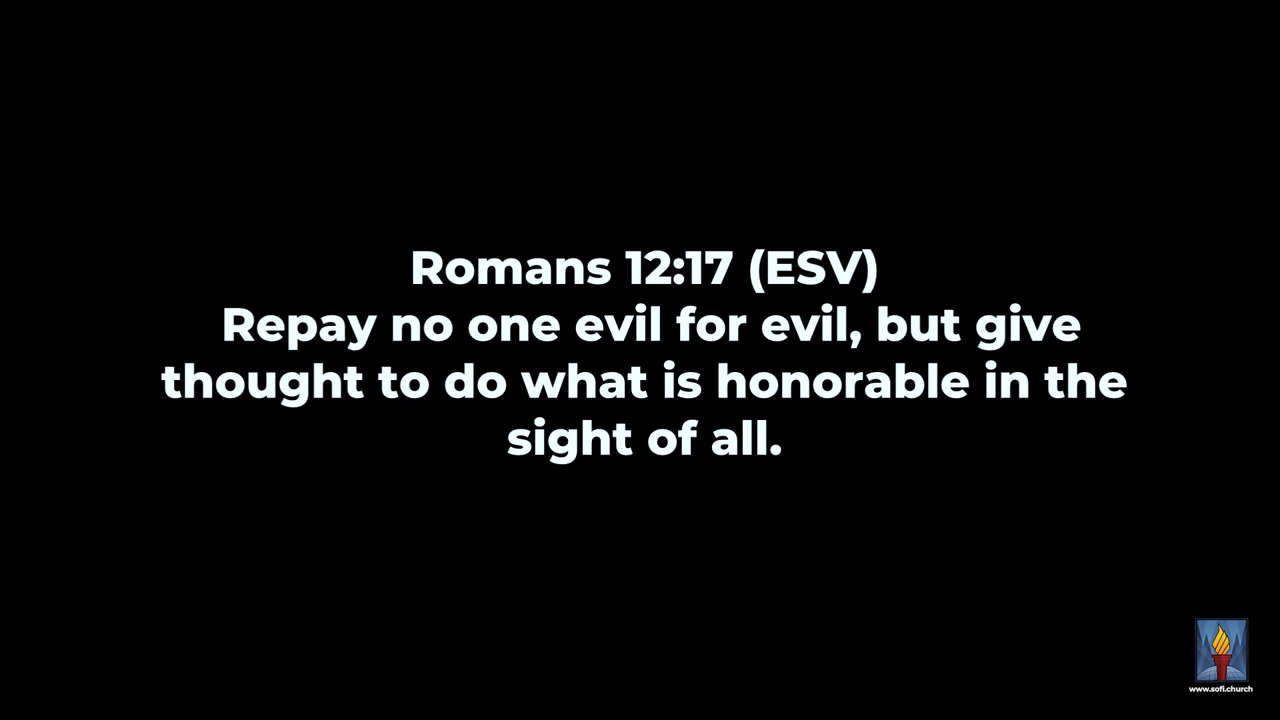 Romans 12:17 (ESV)
Repay no one evil for evil, but give
thought to do what is honorable in the
sight of all.
www.sofi.church